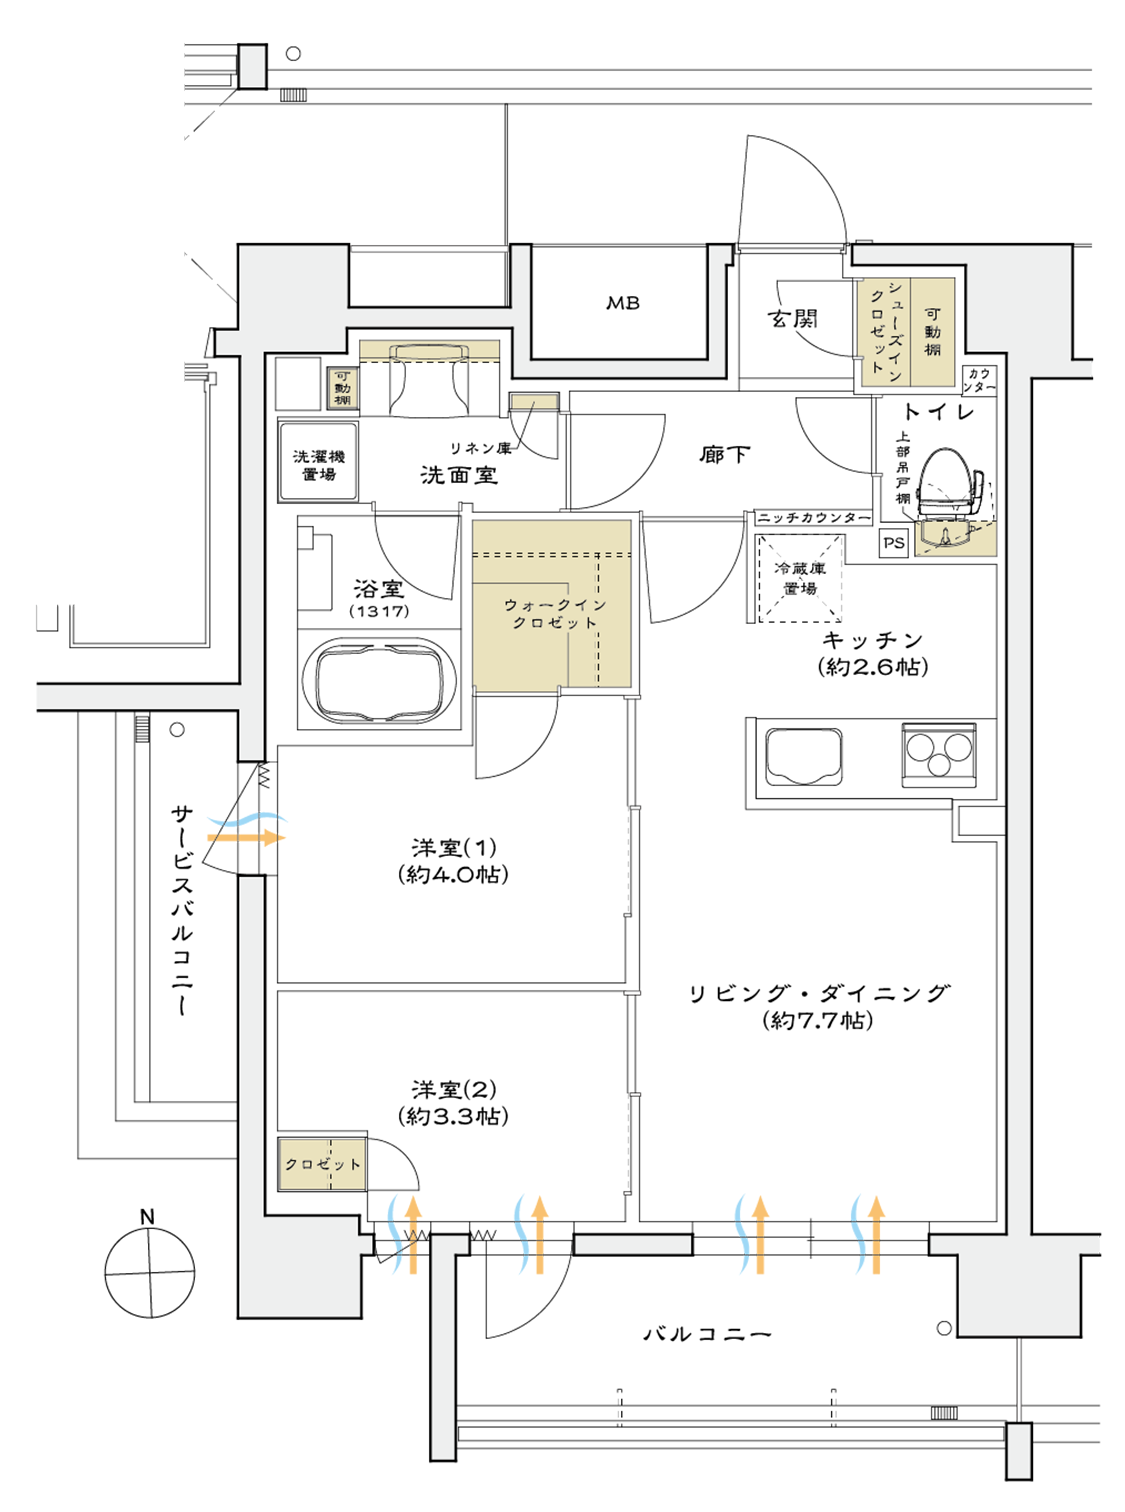 MB
玄関
シューズイン
クロゼット
可動棚
カウ
ンター
トイレ
上部吊戸棚
可動棚
リネン庫
洗濯機
置場
洗面室
廊下
ニッチカウンター
PS
冷蔵庫
置場
浴室
(1317)
ウォークイン
クロゼット
キッチン
(約2.6帖)
サービスバルコニー
洋室(1)
(約4.0帖)
リビング・ダイニング
(約7.7帖)
洋室(2)
(約3.3帖)
クロゼット
N
バルコニー